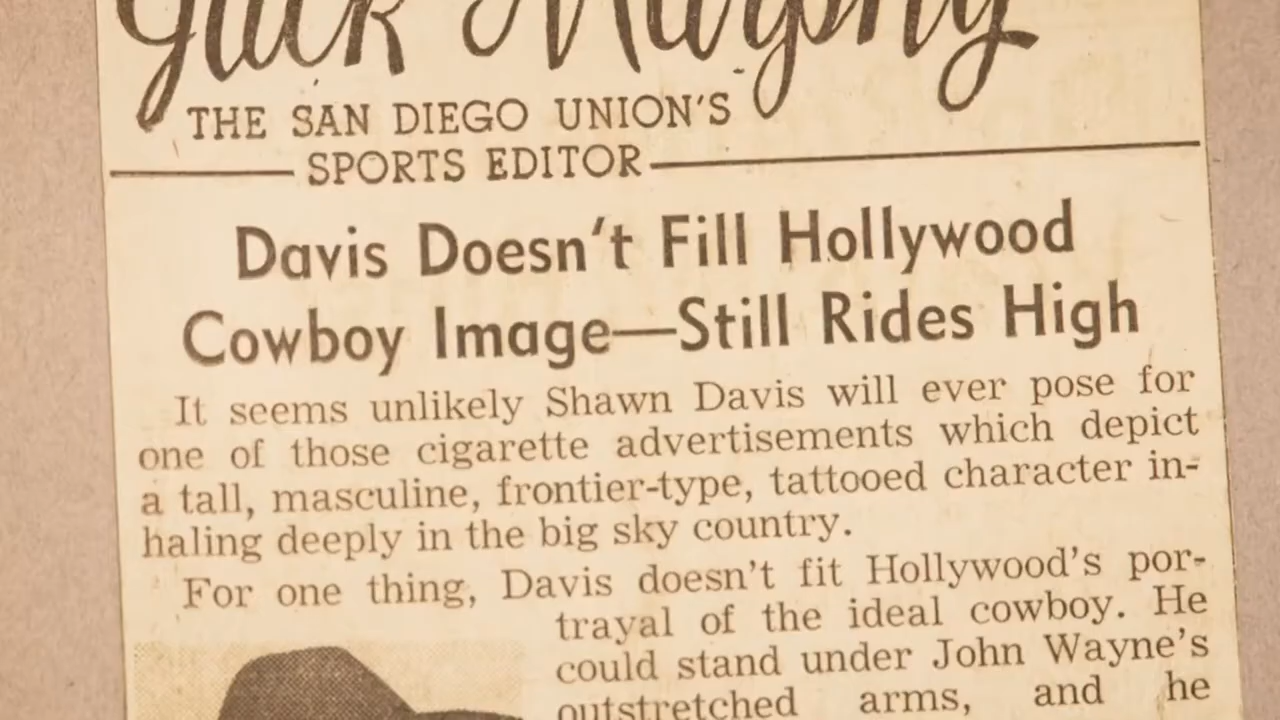 Jack Murphy
THE SAN DIEGO UNION'S
SPORTS EDITOR
Davis Doesn't Fill Hollywood
Cowboy Image—Still Rides High
It seems unlikely Shawn Davis will ever pose for
one of those cigarette advertisements which depict
a tall, masculine, frontier-type, tattooed character in-
haling deeply in the big sky country.
For one thing, Davis doesn't fit Hollywood's por-
trayal of the ideal cowboy. He
could stand under John Wayne's
outstretched arms, and he